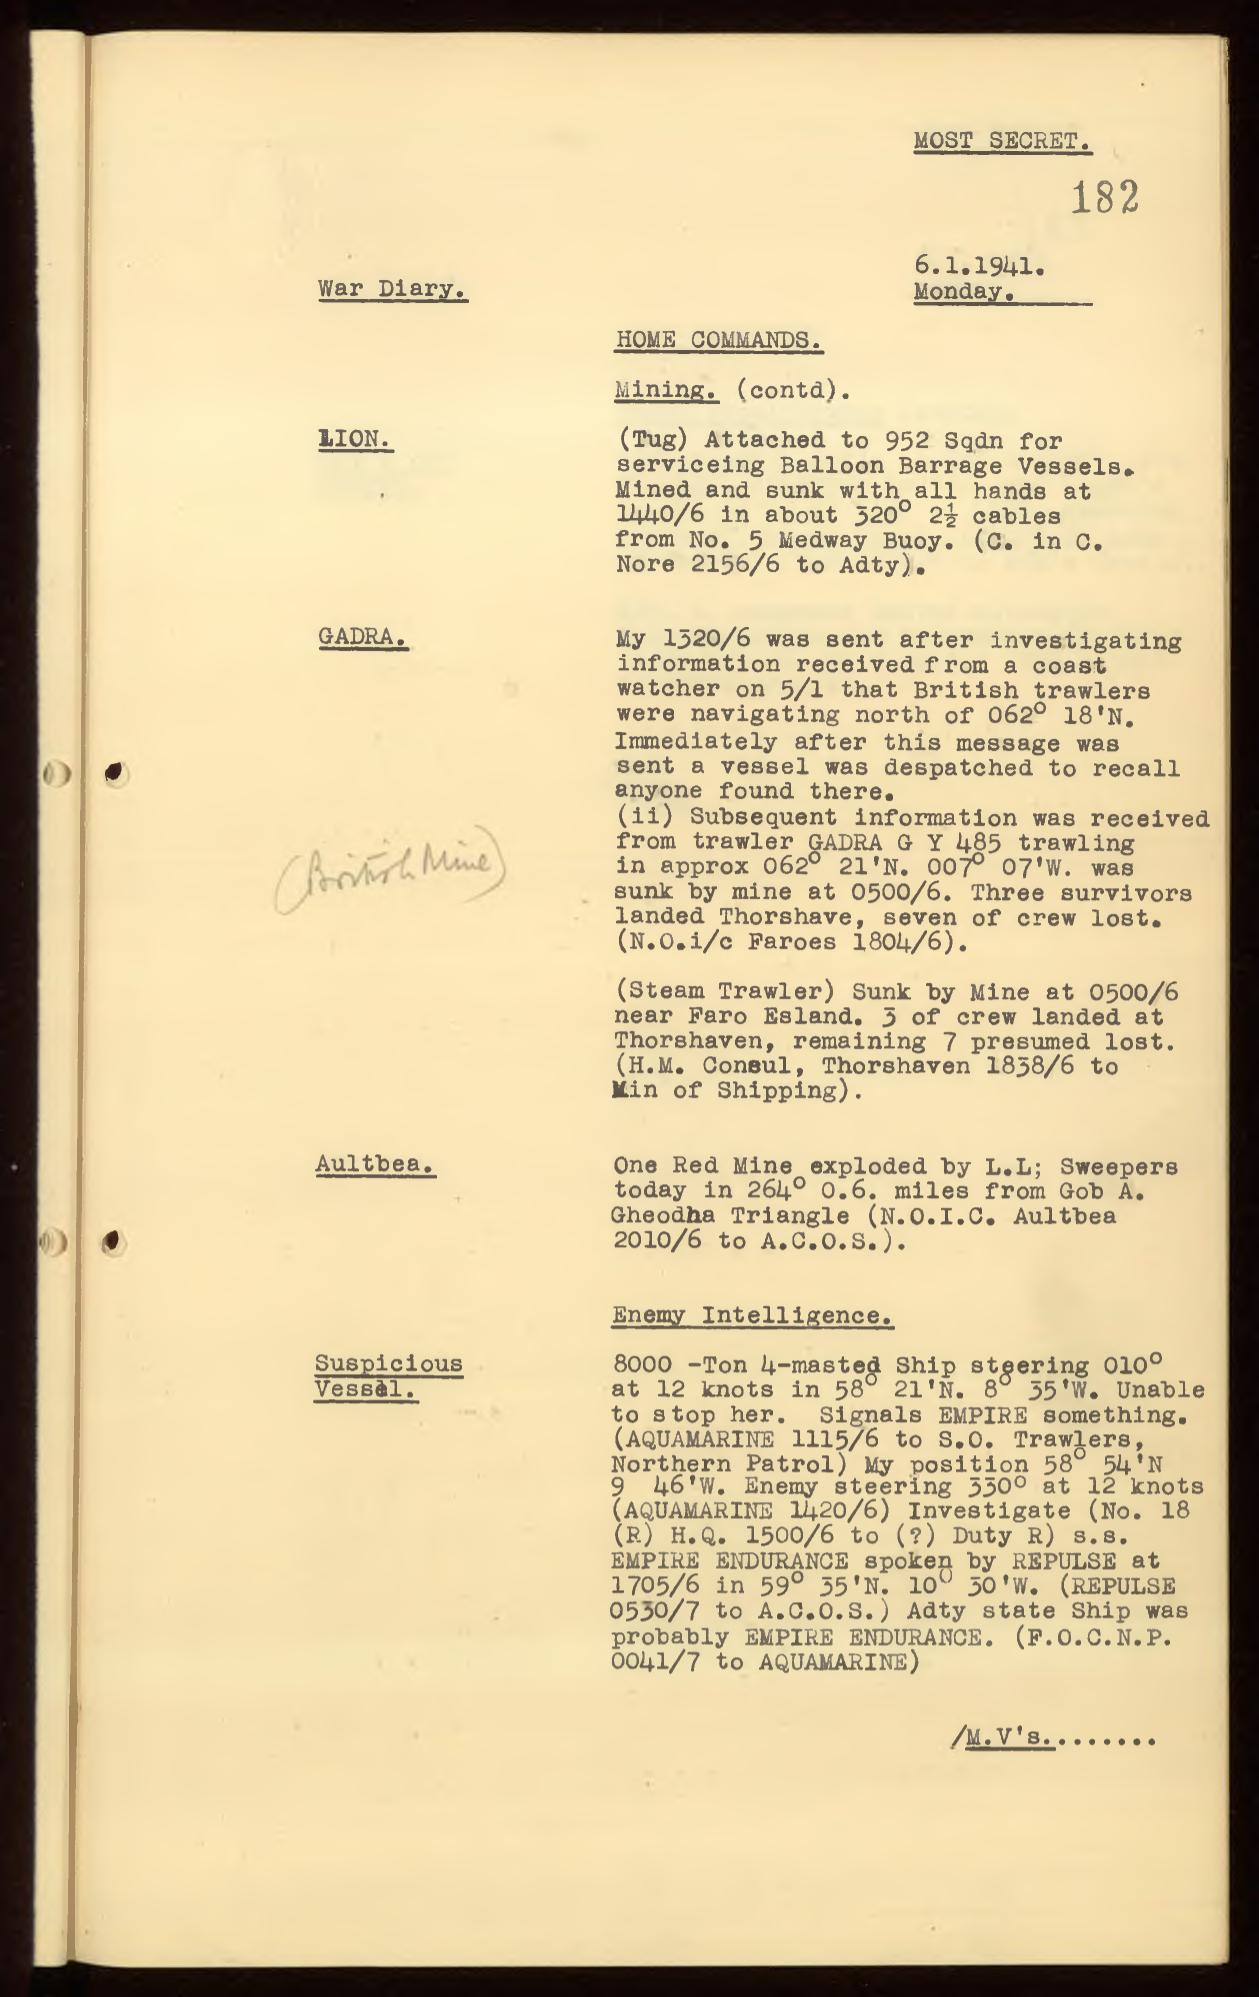 MOST SECRET.
182
6.1.1941.
War Diary.
Monday.
HOME COMMANDS.
Mining. (contd).
LION.
(Tug) Attached to 952 Sqdn for
serviceing Balloon Barrage Vessels.
Mined and sunk with all hands at
1440/6 in about 320° 2½ cables
from No. 5 Medway Buoy. (C. in C.
Nore 2156/6 to Adty).
GADRA.
My 1320/6 was sent after investigating
information received from a coast
watcher on 5/1 that British trawlers
were navigating north of 062° 18'N.
Immediately after this message was
sent a vessel was despatched to recall
anyone found there.
(ii) Subsequent information was received
from trawler GADRA G Y 485 trawling
in approx 062° 21'N. 007° 07'W. was
sunk by mine at 0500/6. Three survivors
landed Thorshave, seven of crew lost.
(N.O.i/c Faroes 1804/6).
(British Mine)
(Steam Trawler) Sunk by Mine at 0500/6
near Faro Esland. 3 of crew landed at
Thorshaven, remaining 7 presumed lost.
(H.M. Consul, Thorshaven 1838/6 to
Min of Shipping).
Aultbea.
One Red Mine exploded by L.L; Sweepers
today in 264° 0.6. miles from Gob A.
Gheodha Triangle (N.O.I.C. Aultbea
2010/6 to A.C.O.S.).
Enemy Intelligence.
Suspicious
Vessel.
8000 -Ton 4-masted Ship steering 010°
at 12 knots in 58° 21'N. 8° 35'W. Unable
to stop her. Signals EMPIRE something.
(AQUAMARINE 1115/6 to S.O. Trawlers,
Northern Patrol) My position 58° 54'N
9 46'W. Enemy steering 330° at 12 knots
(AQUAMARINE 1420/6) Investigate (No. 18
(R) H.Q. 1500/6 to (?) Duty R) s.s.
EMPIRE ENDURANCE spoken by REPULSE at
1705/6 in 59° 35'N. 10° 30'W. (REPULSE
0530/7 to A.C.O.S.) Adty state Ship was
probably EMPIRE ENDURANCE. (F.O.C.N.P.
0041/7 to AQUAMARINE)
/M.V's........